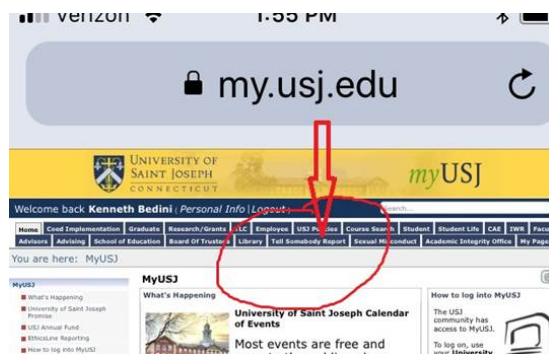 Verizon 1:55 PM
my.usj.edu
UNIVERSITY OF
SAINT JOSEPH
CONNECTICUT
myUSJ
Welcome back Kenneth Bedini ( Personal Info | Logout )
Search...
Home Coed Implementation Graduate Research/Grants TLC Employee USJ Policies Course Search Student Student Life CAE IWR Facu
Advisors Advising School of Education Board Of Trustees Library Tell Somebody Report Sexual Misconduct Academic Integrity Office My Page
You are here: MyUSJ
MyUSJ
What's Happening
University of Saint Joseph
Promise
USJ Annual Fund
EthicsLine Reporting
How to log into MyUSJ
MyUSJ
What's Happening
University of Saint Joseph Calendar
of Events
Most events are free and
How to log into MyUSJ
The USJ
community has
access to MyUSJ.
To log on, use
your University